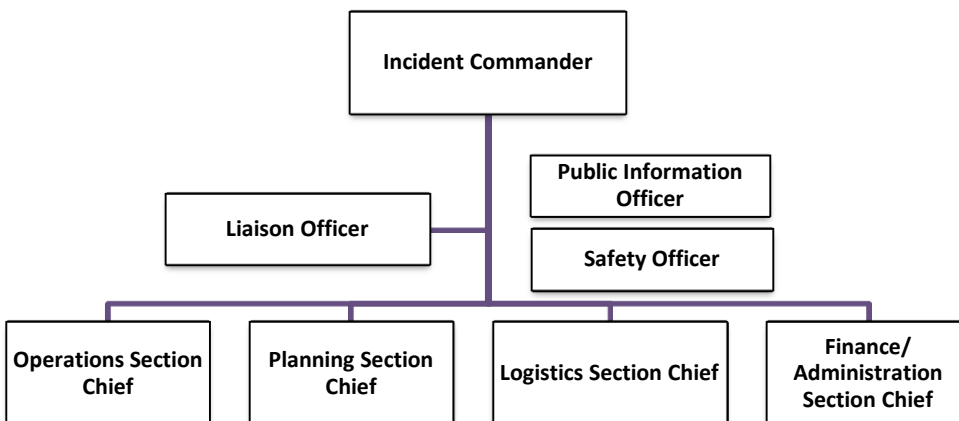 Incident Commander
Public Information
Officer
Liaison Officer
Safety Officer
Operations Section
Chief
Planning Section
Chief
Logistics Section Chief
Finance/
Administration
Section Chief